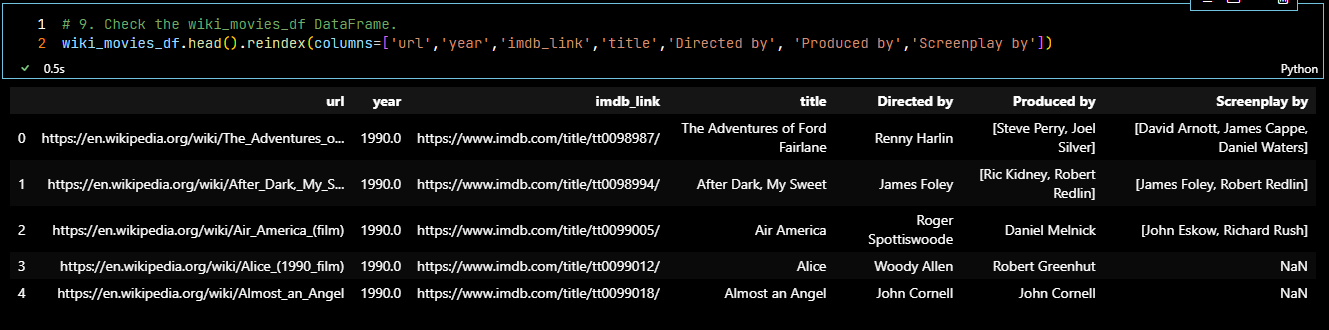 1 # 9. Check the wiki_movies_df DataFrame.
2 wiki_movies_df.head().reindex(columns=['url','year','imdb_link','title','Directed by', 'Produced by','Screenplay by'])
0.5s Python
url year imdb_link title Directed by Produced by Screenplay by
0 https://en.wikipedia.org/wiki/The_Adventures_o... 1990.0 https://www.imdb.com/title/tt0098987/ The Adventures of Ford Fairlane Renny Harlin [Steve Perry, Joel Silver] [David Arnott, James Cappe, Daniel Waters]
1 https://en.wikipedia.org/wiki/After_Dark,_My_S... 1990.0 https://www.imdb.com/title/tt0098994/ After Dark, My Sweet James Foley [Ric Kidney, Robert Redlin] [James Foley, Robert Redlin]
2 https://en.wikipedia.org/wiki/Air_America_(film) 1990.0 https://www.imdb.com/title/tt0099005/ Air America Roger Spottiswoode Daniel Melnick [John Eskow, Richard Rush]
3 https://en.wikipedia.org/wiki/Alice_(1990_film) 1990.0 https://www.imdb.com/title/tt0099012/ Alice Woody Allen Robert Greenhut NaN
4 https://en.wikipedia.org/wiki/Almost_an_Angel 1990.0 https://www.imdb.com/title/tt0099018/ Almost an Angel John Cornell John Cornell NaN